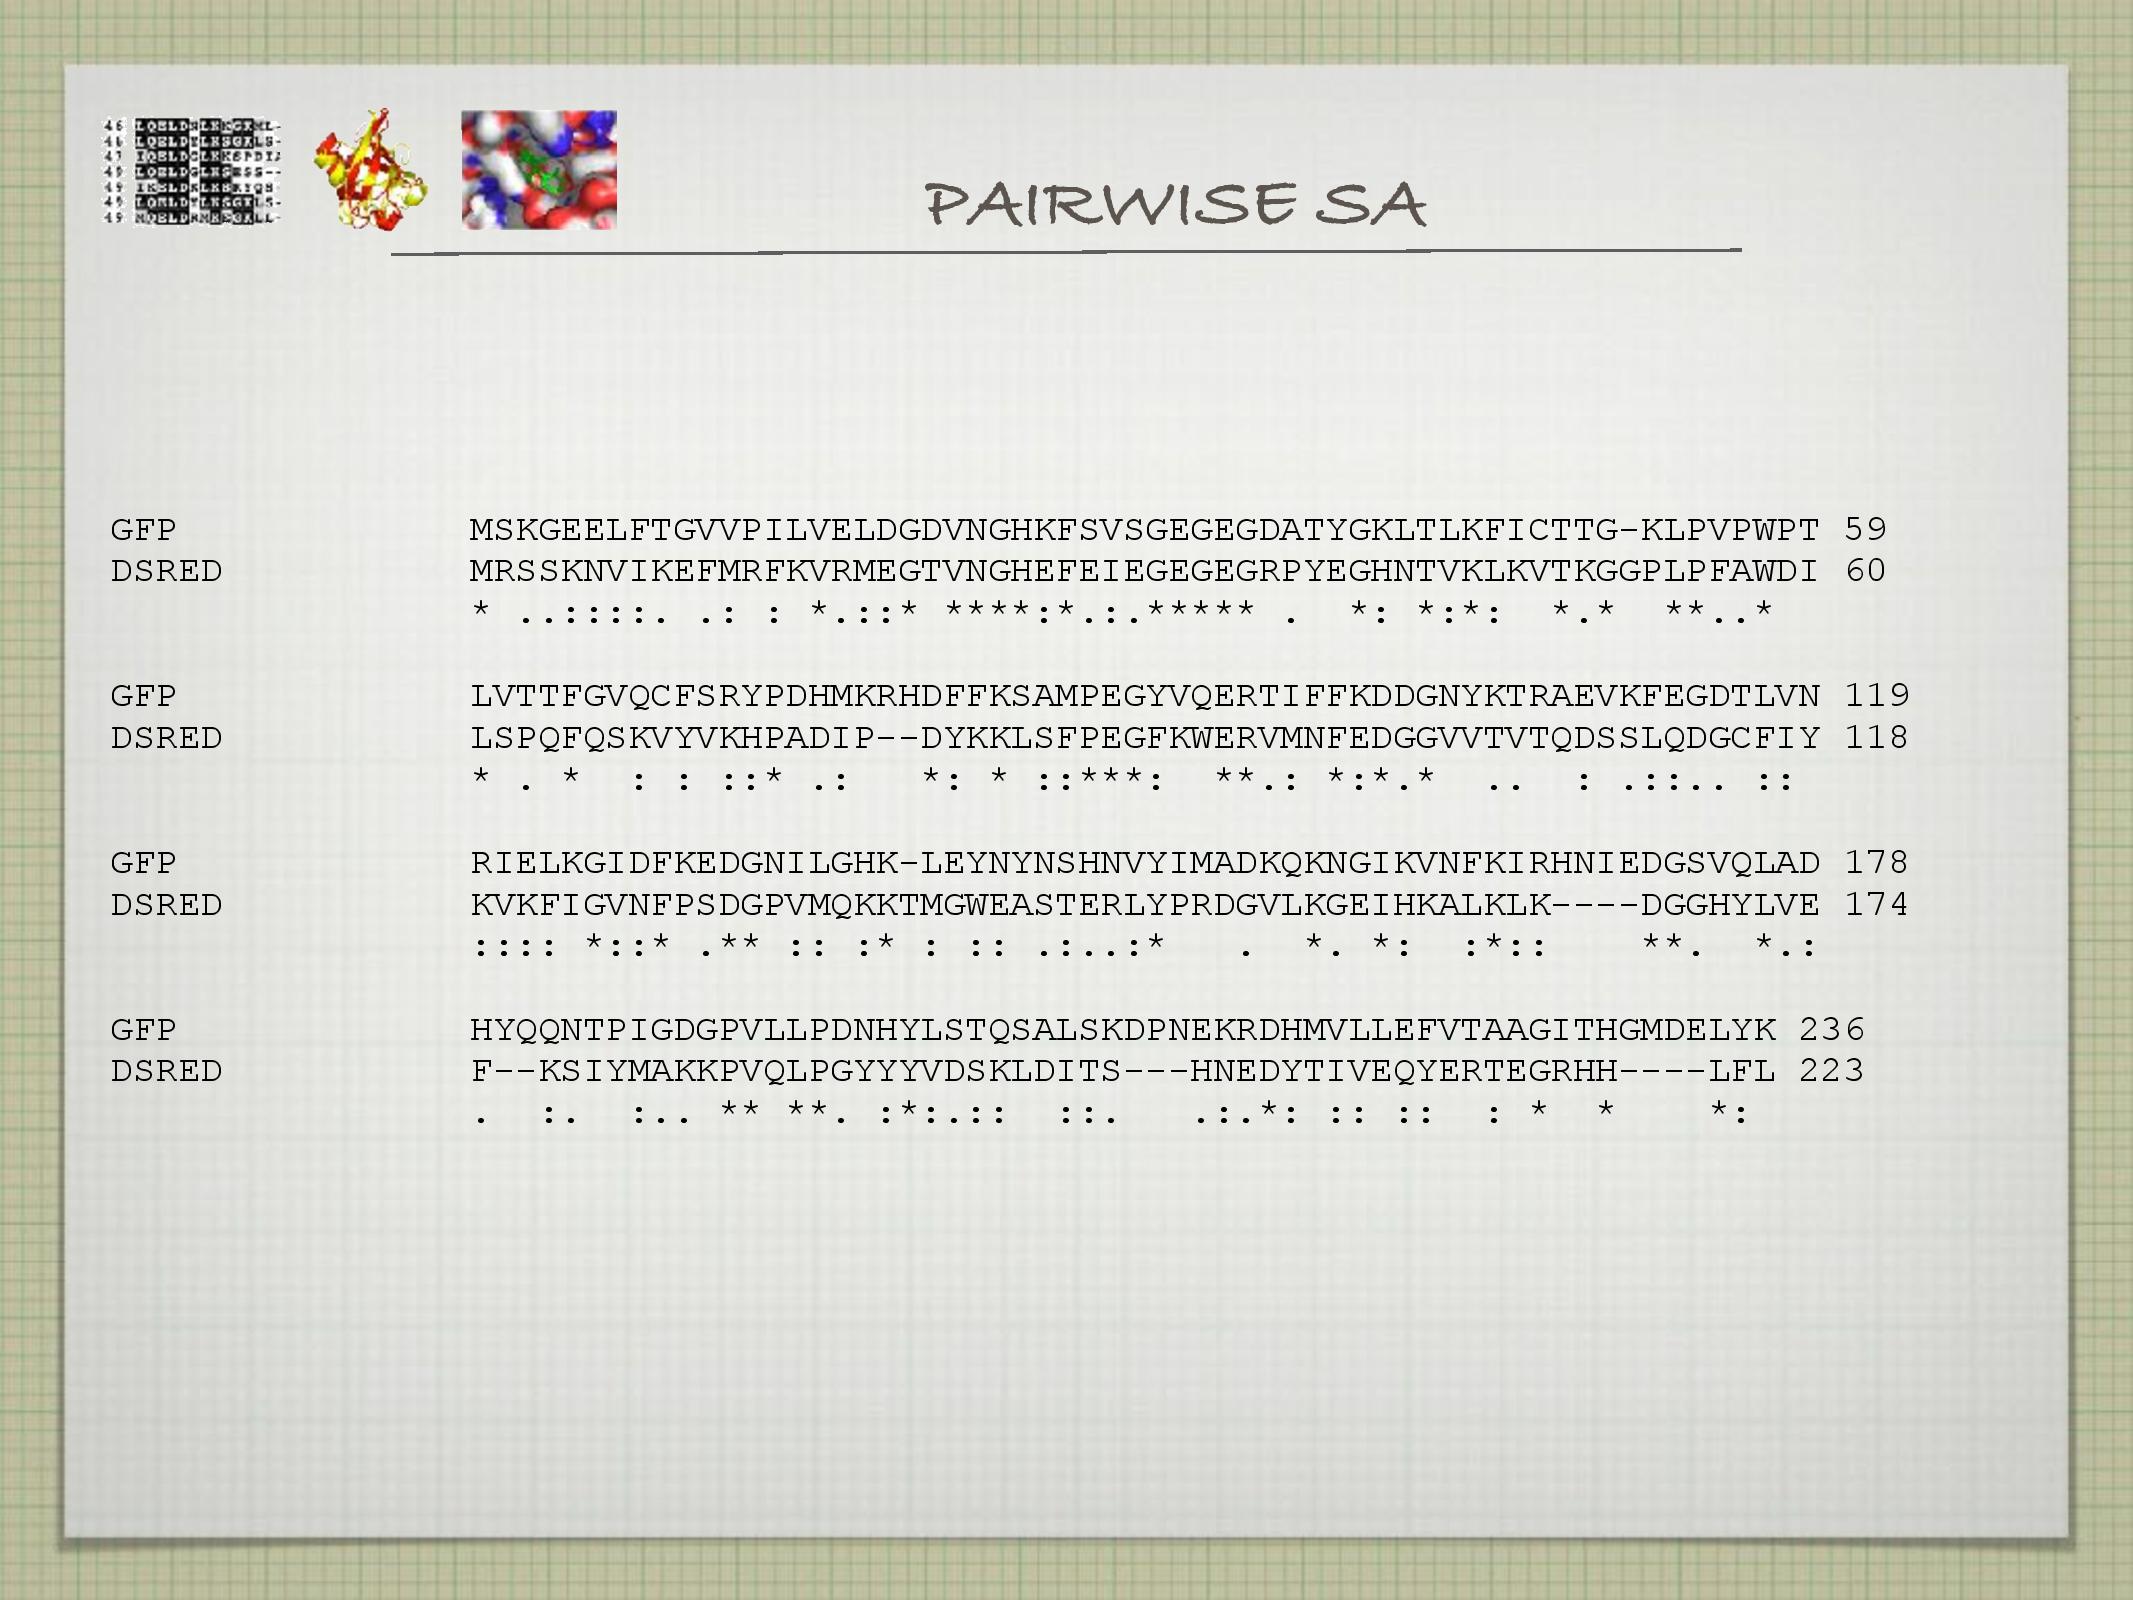 PAIRWISE SA
GFP MSKGEELFTGVVPILVELDGDVNGHKFSVSGEGEGDATYGKLTLKFICTTG-KLPVPWPT 59
DSRED MRSSKNVIKEFMRFKVRMEGTVNGHEFEIEGEGEGRPYEGHNTVKLKVTKGGPLPFAWDI 60
* ..::::. .: : *.::* ****:*.:.***** . *: *:*: *.* **..*
GFP LVTTFGVQCFSRYPDHMKRHDFFKSAMPEGYVQERTIFFKDDGNYKTRAEVKFEGDTLVN 119
DSRED LSPQFQSKVYVKHPADIP--DYKKLSFPEGFKWERVMNFEDGGVVTVTQDSSLQDGCFIY 118
* . * : : ::* .: *: * ::***: **.: *:*.* .. : .::.. ::
GFP RIELKGIDFKEDGNILGHK-LEYNYNSHNVYIMADKQKNGIKVNFKIRHNIEDGSVQLAD 178
DSRED KVKFIGVNFPSDGPVMQKKTMGWEASTERLYPRDGVLKGEIHKALKLK----DGGHYLVE 174
:::: *::* .** :: :* : :: .:..:* . *. *: :*:: **. *.:
GFP HYQQNTPIGDGPVLLPDNHYLSTQSALSKDPNEKRDHMVLLEFVTAAGITHGMDELYK 236
DSRED F--KSIYMAKKPVQLPGYYYVDSKLDITS---HNEDYTIVEQYERTEGRHH----LFL 223
. :. :.. ** **. :*:.:: ::. .:.*: :: :: : * * *: